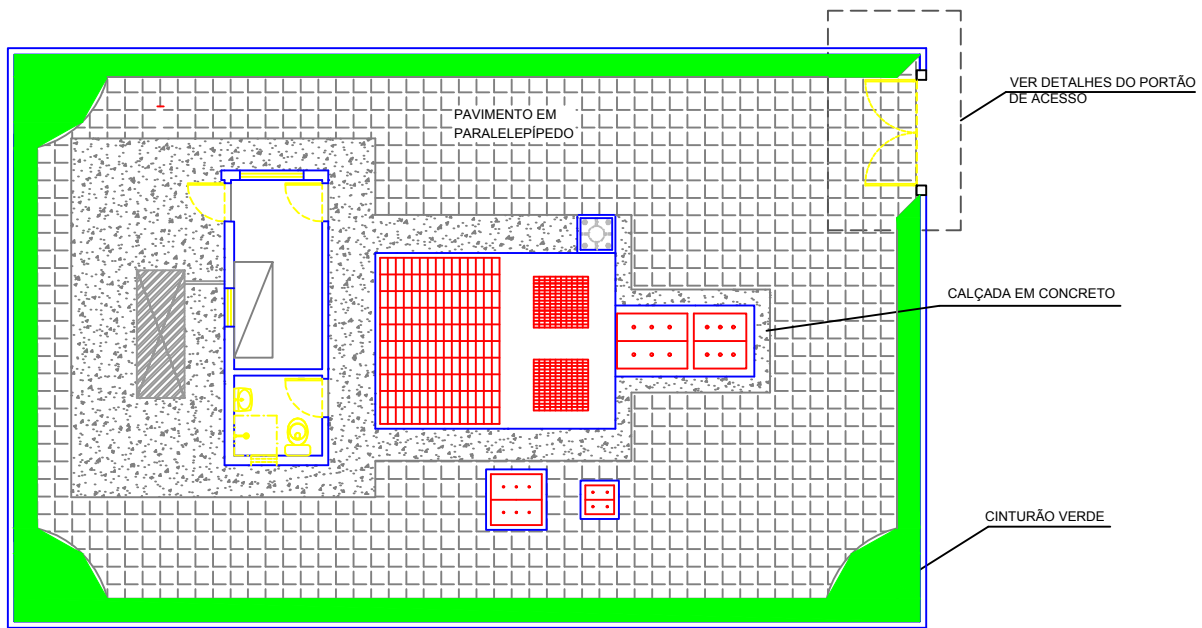 VER DETALHES DO PORTÃO
DE ACESSO
PAVIMENTO EM
PARALELEPÍPEDO
CALÇADA EM CONCRETO
CINTURÃO VERDE